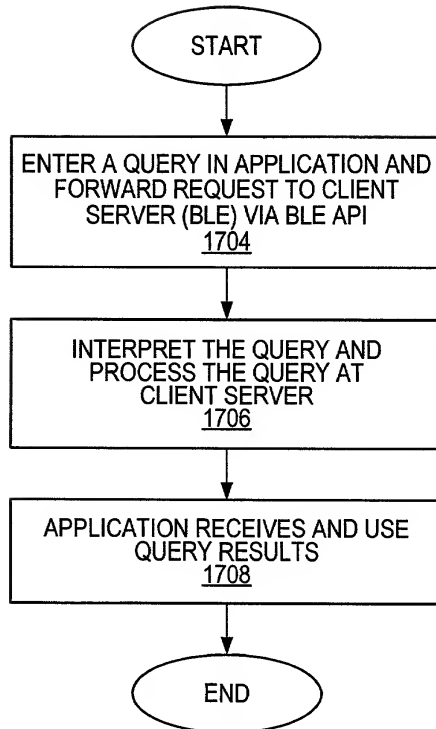 START
ENTER A QUERY IN APPLICATION AND
FORWARD REQUEST TO CLIENT
SERVER (BLE) VIA BLE API
1704
INTERPRET THE QUERY AND
PROCESS THE QUERY AT
CLIENT SERVER
1706
APPLICATION RECEIVES AND USE
QUERY RESULTS
1708
END